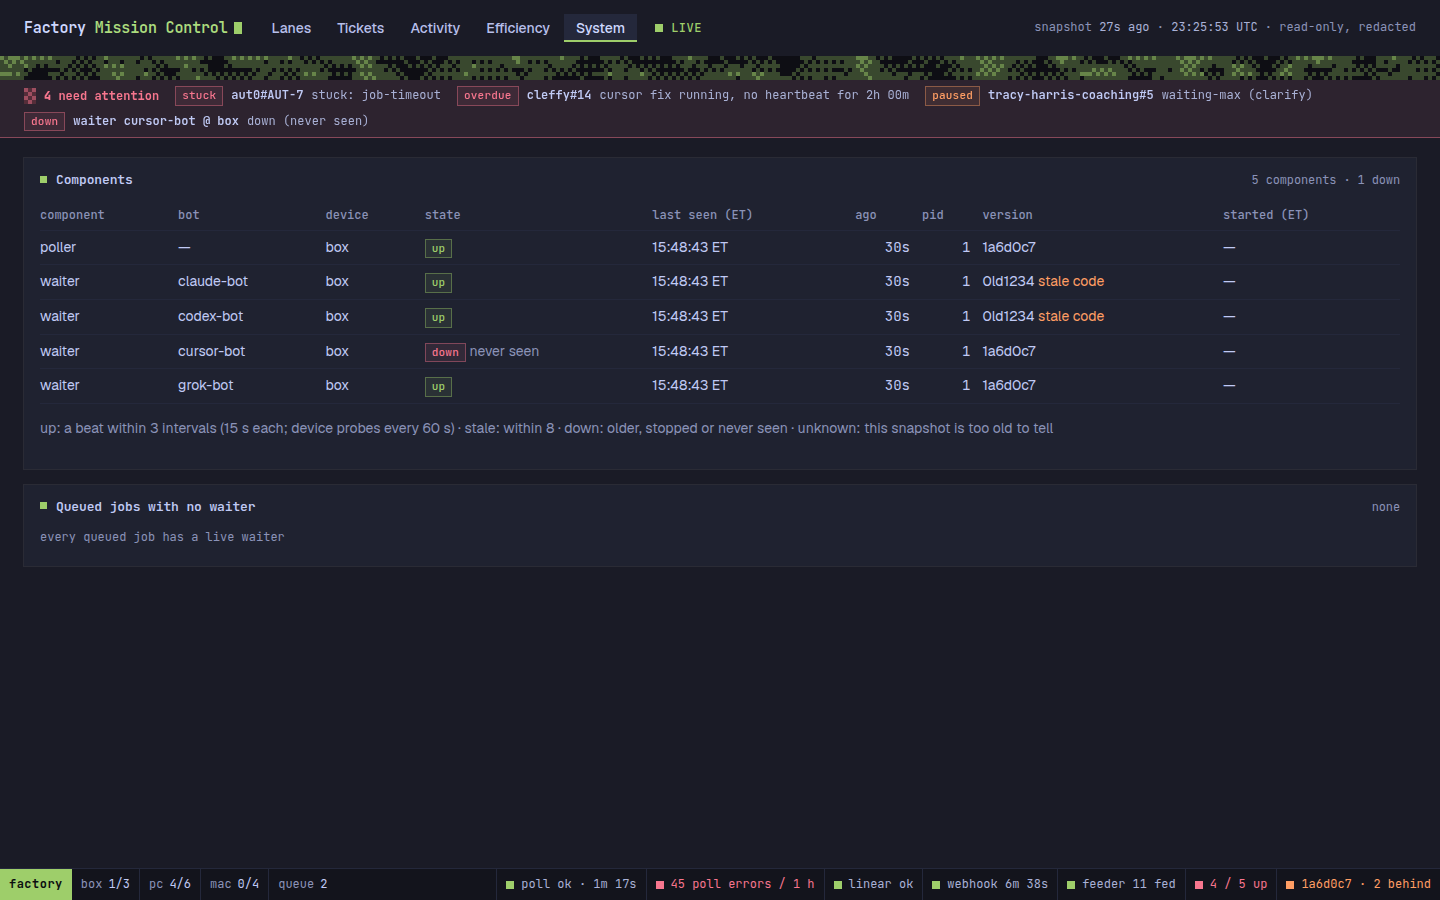 Factory Mission Control Lanes Tickets Activity Efficiency System LIVE snapshot 27s ago · 23:25:53 UTC · read-only, redacted
4 need attention stuck aut0#AUT-7 stuck: job-timeout overdue cleffy#14 cursor fix running, no heartbeat for 2h 00m paused tracy-harris-coaching#5 waiting-max (clarify)
down waiter cursor-bot @ box down (never seen)
Components 5 components · 1 down
component bot device state last seen (ET) ago pid version started (ET)
poller — box up 15:48:43 ET 30s 1 1a6d0c7 —
waiter claude-bot box up 15:48:43 ET 30s 1 0ld1234 stale code —
waiter codex-bot box up 15:48:43 ET 30s 1 0ld1234 stale code —
waiter cursor-bot box down never seen 15:48:43 ET 30s 1 1a6d0c7 —
waiter grok-bot box up 15:48:43 ET 30s 1 1a6d0c7 —
up: a beat within 3 intervals (15 s each; device probes every 60 s) · stale: within 8 · down: older, stopped or never seen · unknown: this snapshot is too old to tell
Queued jobs with no waiter none
every queued job has a live waiter
factory box 1/3 pc 4/6 mac 0/4 queue 2 poll ok · 1m 17s 45 poll errors / 1 h linear ok webhook 6m 38s feeder 11 fed 4 / 5 up 1a6d0c7 · 2 behind